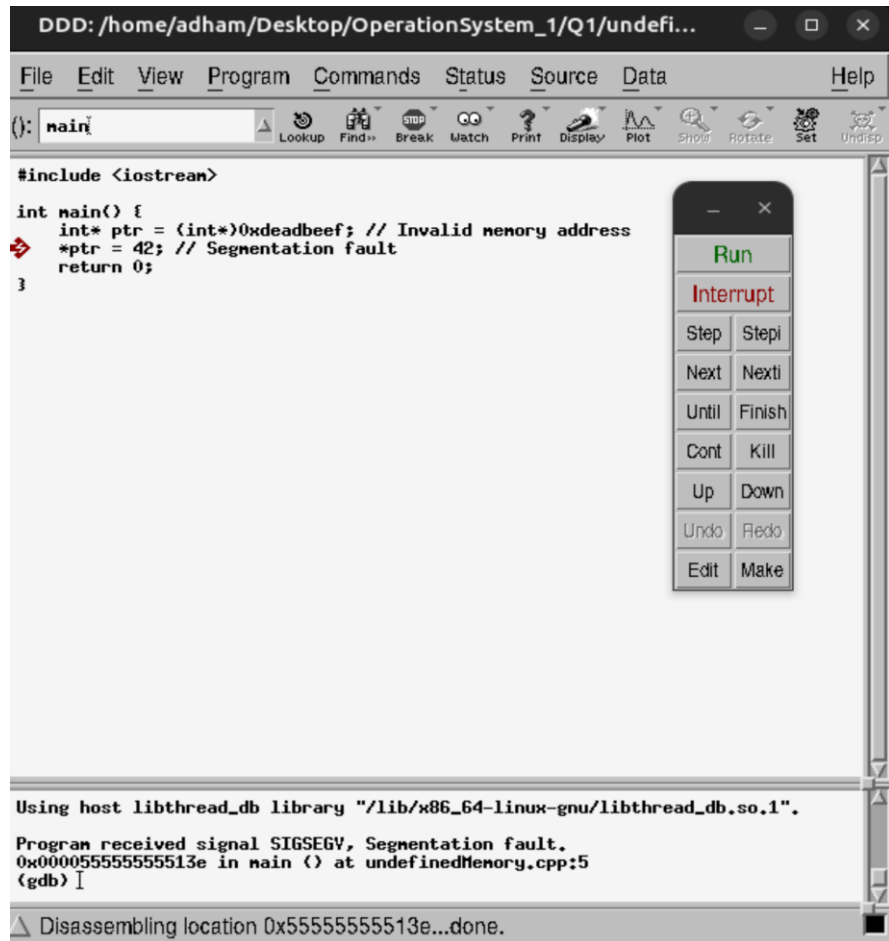 DDD: /home/adham/Desktop/OperationSystem_1/Q1/undefi...
File Edit View Program Commands Status Source Data Help
(): main
Lookup Find>> Break Watch Print Display Plot Show Rotate Set Undisp
#include <iostream>
int main() {
    int* ptr = (int*)0xdeadbeef; // Invalid memory address
    *ptr = 42; // Segmentation fault
    return 0;
}
Run
Interrupt
Step Stepi
Next Nexti
Until Finish
Cont Kill
Up Down
Undo Redo
Edit Make
Using host libthread_db library "/lib/x86_64-linux-gnu/libthread_db.so.1".
Program received signal SIGSEGV, Segmentation fault.
0x000055555555513e in main () at undefinedMemory.cpp:5
(gdb)
Disassembling location 0x55555555513e...done.